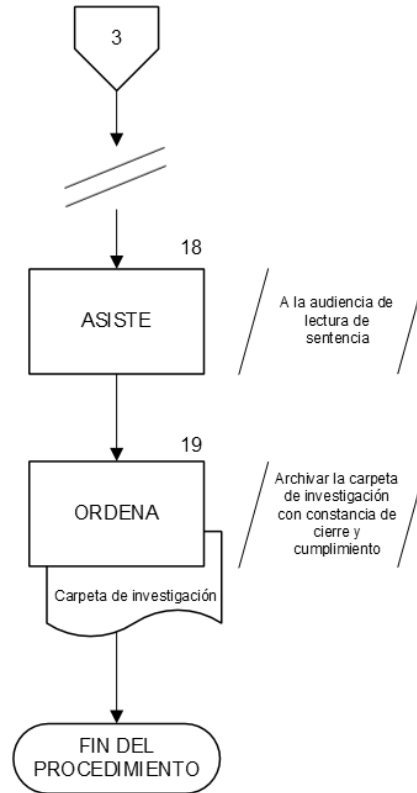 3
18
ASISTE
A la audiencia de
lectura de
sentencia
19
ORDENA
Archivar la carpeta
de investigación
con constancia de
cierre y
cumplimiento
Carpeta de investigación
FIN DEL
PROCEDIMIENTO